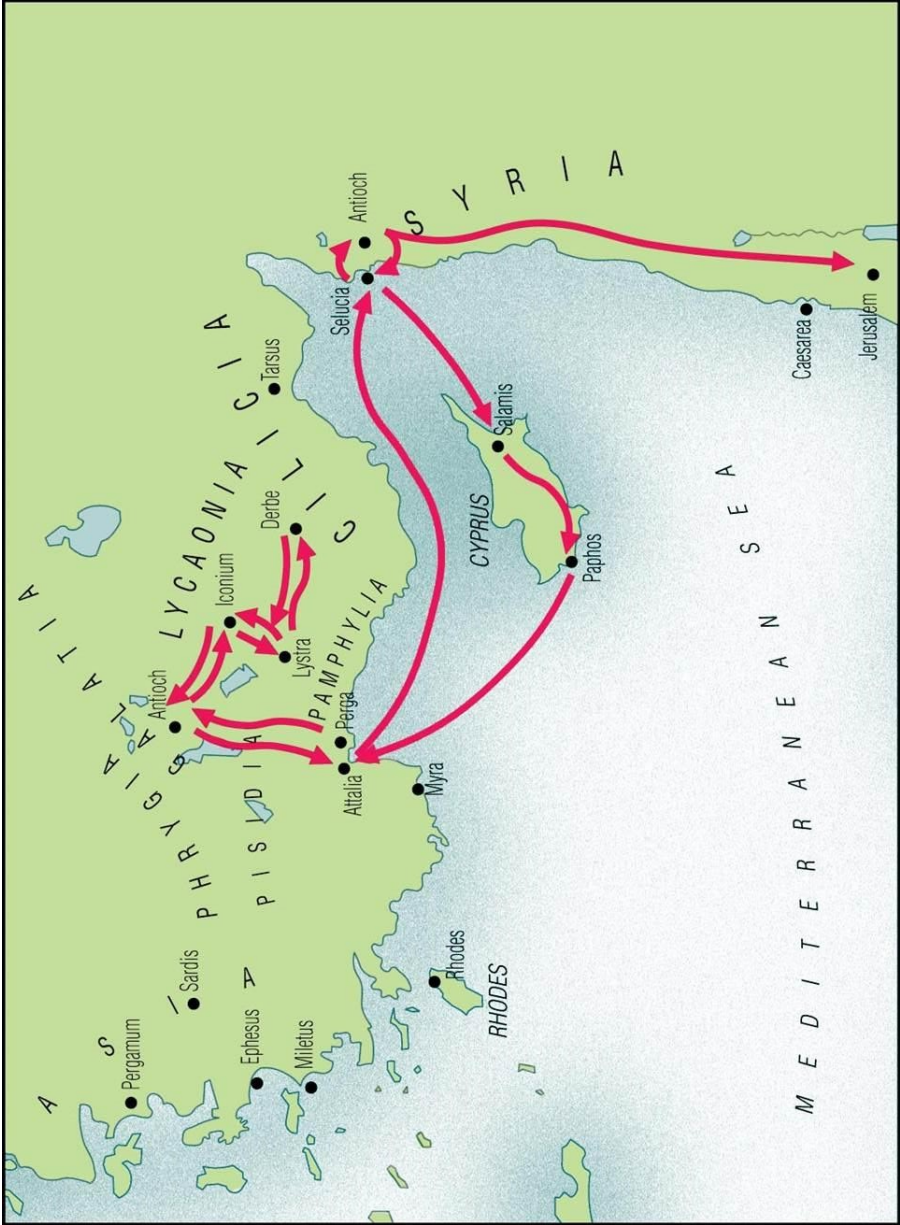 ASIA
Pergamum
Sardis
Ephesus
Miletus
PHRYGIA
GALATIA
PISIDIA
Antioch
LYCAONIA
Iconium
Lystra
Derbe
CILICIA
Tarsus
PAMPHYLIA
Perga
Attalia
Myra
Rhodes
RHODES
Selucia
Antioch
SYRIA
CYPRUS
Salamis
Paphos
MEDITERRANEAN SEA
Caesarea
Jerusalem